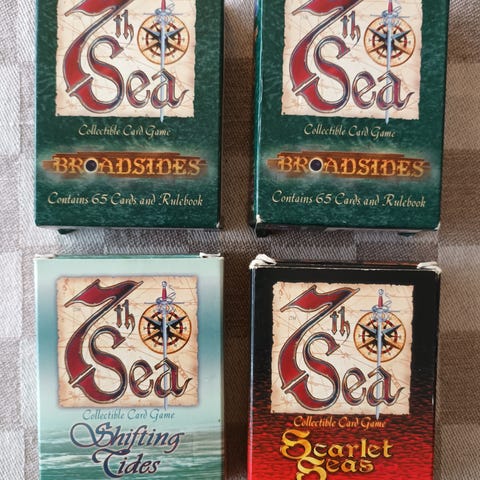 7th
Sea
Collectible Card Game
BROADSIDES
Contains 65 Cards and Rulebook
7th
Sea
Collectible Card Game
BROADSIDES
Contains 65 Cards and Rulebook
7th
Sea
Collectible Card Game
Shifting
Tides
7th
Sea
Collectible Card Game
Scarlet
Seas